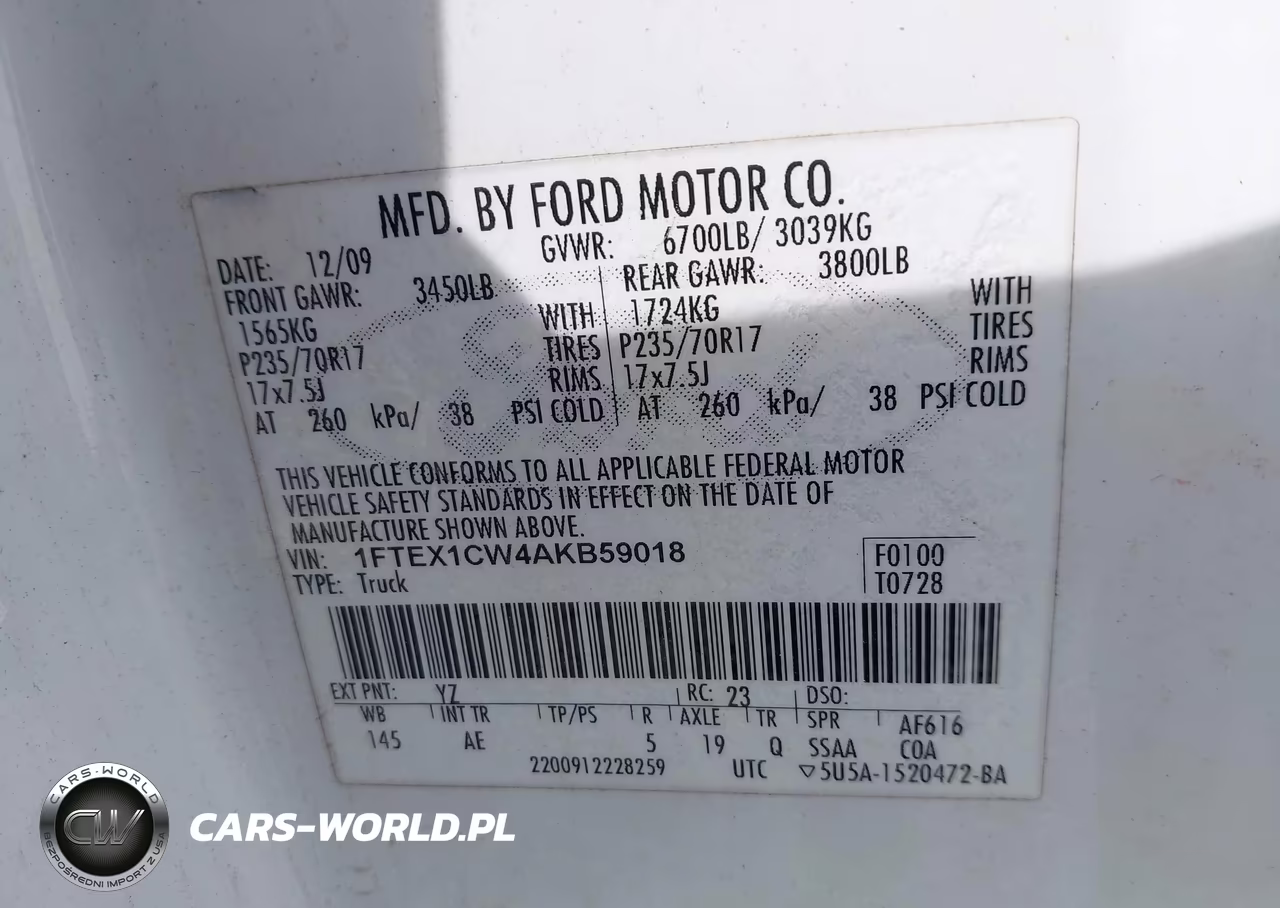 MFD. BY FORD MOTOR CO.
DATE: 12/09 GVWR: 6700LB/ 3039KG
FRONT GAWR: 3450LB REAR GAWR: 3800LB
1565KG WITH 1724KG WITH
P235/70R17 TIRES P235/70R17 TIRES
17x7.5J RIMS 17x7.5J RIMS
AT 260 kPa/ 38 PSI COLD AT 260 kPa/ 38 PSI COLD
THIS VEHICLE CONFORMS TO ALL APPLICABLE FEDERAL MOTOR
VEHICLE SAFETY STANDARDS IN EFFECT ON THE DATE OF
MANUFACTURE SHOWN ABOVE.
VIN: 1FTEX1CW4AKB59018 F0100
TYPE: Truck T0728
EXT PNT: YZ RC: 23 DSO:
WB INT TR TP/PS R AXLE TR SPR AF616
145 AE 5 19 Q SSAA COA
2200912228259 UTC ▽5U5A-1520472-BA
CARS-WORLD
CW
BEZPOŚREDNI IMPORT Z USA
CARS-WORLD.PL